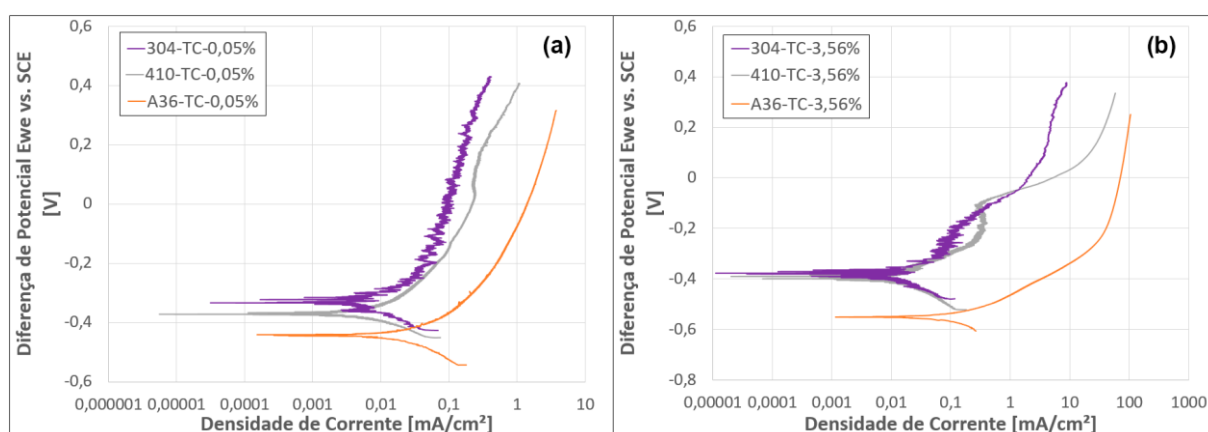 0,6
0,4
0,2
0
-0,2
-0,4
-0,6
Diferença de Potencial Ewe vs. SCE
[V]
304-TC-0,05%
410-TC-0,05%
A36-TC-0,05%
(a)
0,000001 0,0001 0,001 0,01 0,1 1 10
Densidade de Corrente [mA/cm²]
0,6
0,4
0,2
0
-0,2
-0,4
-0,6
-0,8
Diferença de Potencial Ewe vs. SCE
[V]
304-TC-3,56%
410-TC-3,56%
A36-TC-3,56%
(b)
0,00001 0,0001 0,001 0,01 0,1 1 10 100 1000
Densidade de Corrente [mA/cm²]